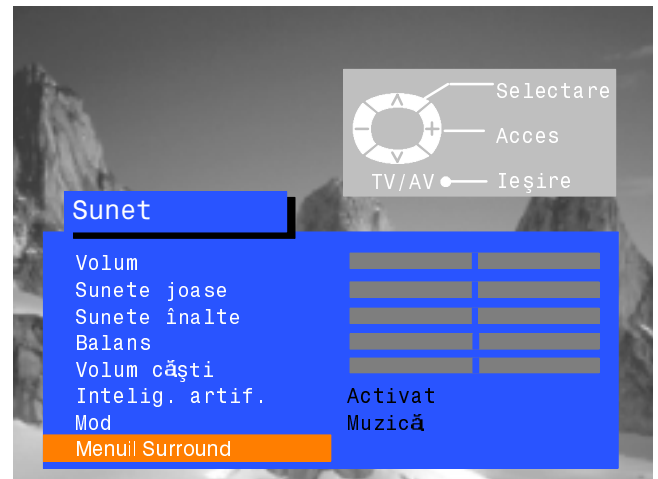 Selectare
Acces
TV/AV Ieşire
Sunet
Volum
Sunete joase
Sunete înalte
Balans
Volum căşti
Intelig. artif. Activat
Mod Muzică
Menuil Surround